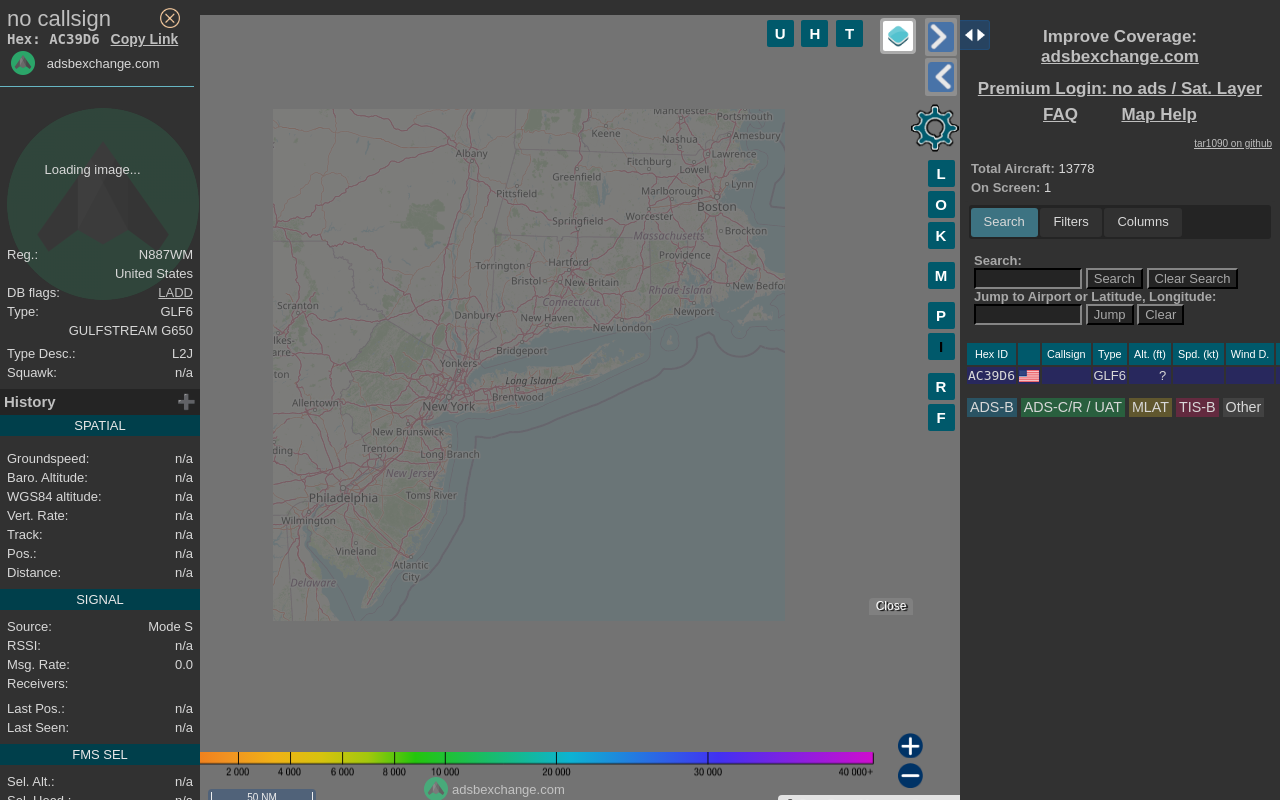 no callsign
Hex: AC39D6 Copy Link
adsbexchange.com
Loading image...
Reg.: N887WM
United States
DB flags: LADD
Type: GLF6
GULFSTREAM G650
Type Desc.: L2J
Squawk: n/a
History
SPATIAL
Groundspeed: n/a
Baro. Altitude: n/a
WGS84 altitude: n/a
Vert. Rate: n/a
Track: n/a
Pos.: n/a
Distance: n/a
SIGNAL
Source: Mode S
RSSI: n/a
Msg. Rate: 0.0
Receivers:
Last Pos.: n/a
Last Seen: n/a
FMS SEL
Sel. Alt.: n/a
U H T
L
O
K
M
P
I
R
F
Manchester
Portsmouth
Keene
Nashua
Amesbury
Albany
Fitchburg
Lawrence
Greenfield
Lowell
Pittsfield
Marlborough
Lynn
Springfield
Worcester
Boston
Massachusetts
Brockton
Torrington
Hartford
Providence
Bristol
New Britain
Rhode Island
New Bedfor
Scranton
Connecticut
Danbury
New Haven
New London
Newport
lkes-
arre
Bridgeport
Yonkers
ton
Long Island
Allentown
New York
Brentwood
New Brunswick
ding
Trenton
Long Branch
New Jersey
Philadelphia
Toms River
Wilmington
Vineland
Atlantic
City
Delaware
Close
2 000 4 000 6 000 8 000 10 000 20 000 30 000 40 000+
adsbexchange.com
50 NM
Improve Coverage:
adsbexchange.com
Premium Login: no ads / Sat. Layer
FAQ Map Help
tar1090 on github
Total Aircraft: 13778
On Screen: 1
Search Filters Columns
Search:
Search Clear Search
Jump to Airport or Latitude, Longitude:
Jump Clear
Hex ID Callsign Type Alt. (ft) Spd. (kt) Wind D.
AC39D6 GLF6 ?
ADS-B ADS-C/R / UAT MLAT TIS-B Other